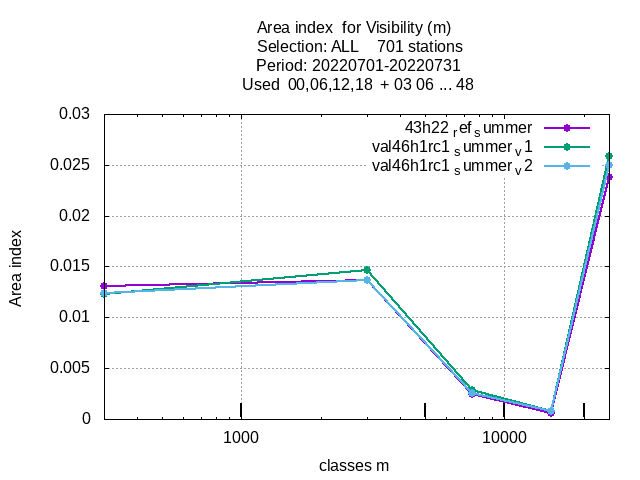 Area index  for Visibility (m)
Selection: ALL    701 stations
Period: 20220701-20220731
Used  00,06,12,18  + 03 06 ... 48
0.03
0.025
0.02
0.015
0.01
0.005
0
Area index
43h22 ref summer
val46h1rc1 summer v1
val46h1rc1 summer v2
1000
10000
classes m